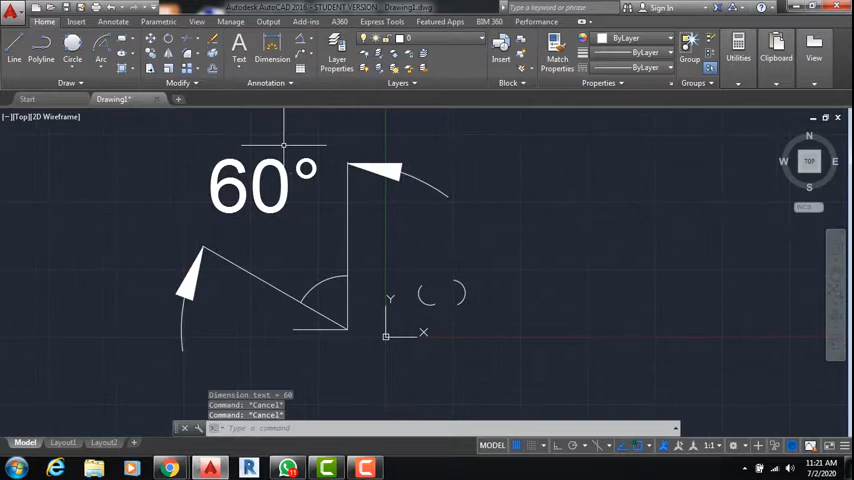 Autodesk AutoCAD 2016 - STUDENT VERSION Drawing1.dwg
Type a keyword or phrase
Sign In
Home Insert Annotate Parametric View Manage Output Add-ins A360 Express Tools Featured Apps BIM 360 Performance
Line Polyline Circle Arc Text Dimension Layer Properties 0 Insert Match Properties ByLayer Group Utilities Clipboard View
ByLayer
ByLayer
Draw Modify Annotation Layers Block Properties Groups
Start Drawing1*
[−][Top][2D Wireframe]
N
W TOP E
S
WCS
60°
Y
X
Dimension text = 60
Command: *Cancel*
Command: *Cancel*
Type a command
Model Layout1 Layout2
MODEL 1:1
11
11:21 AM
7/2/2020